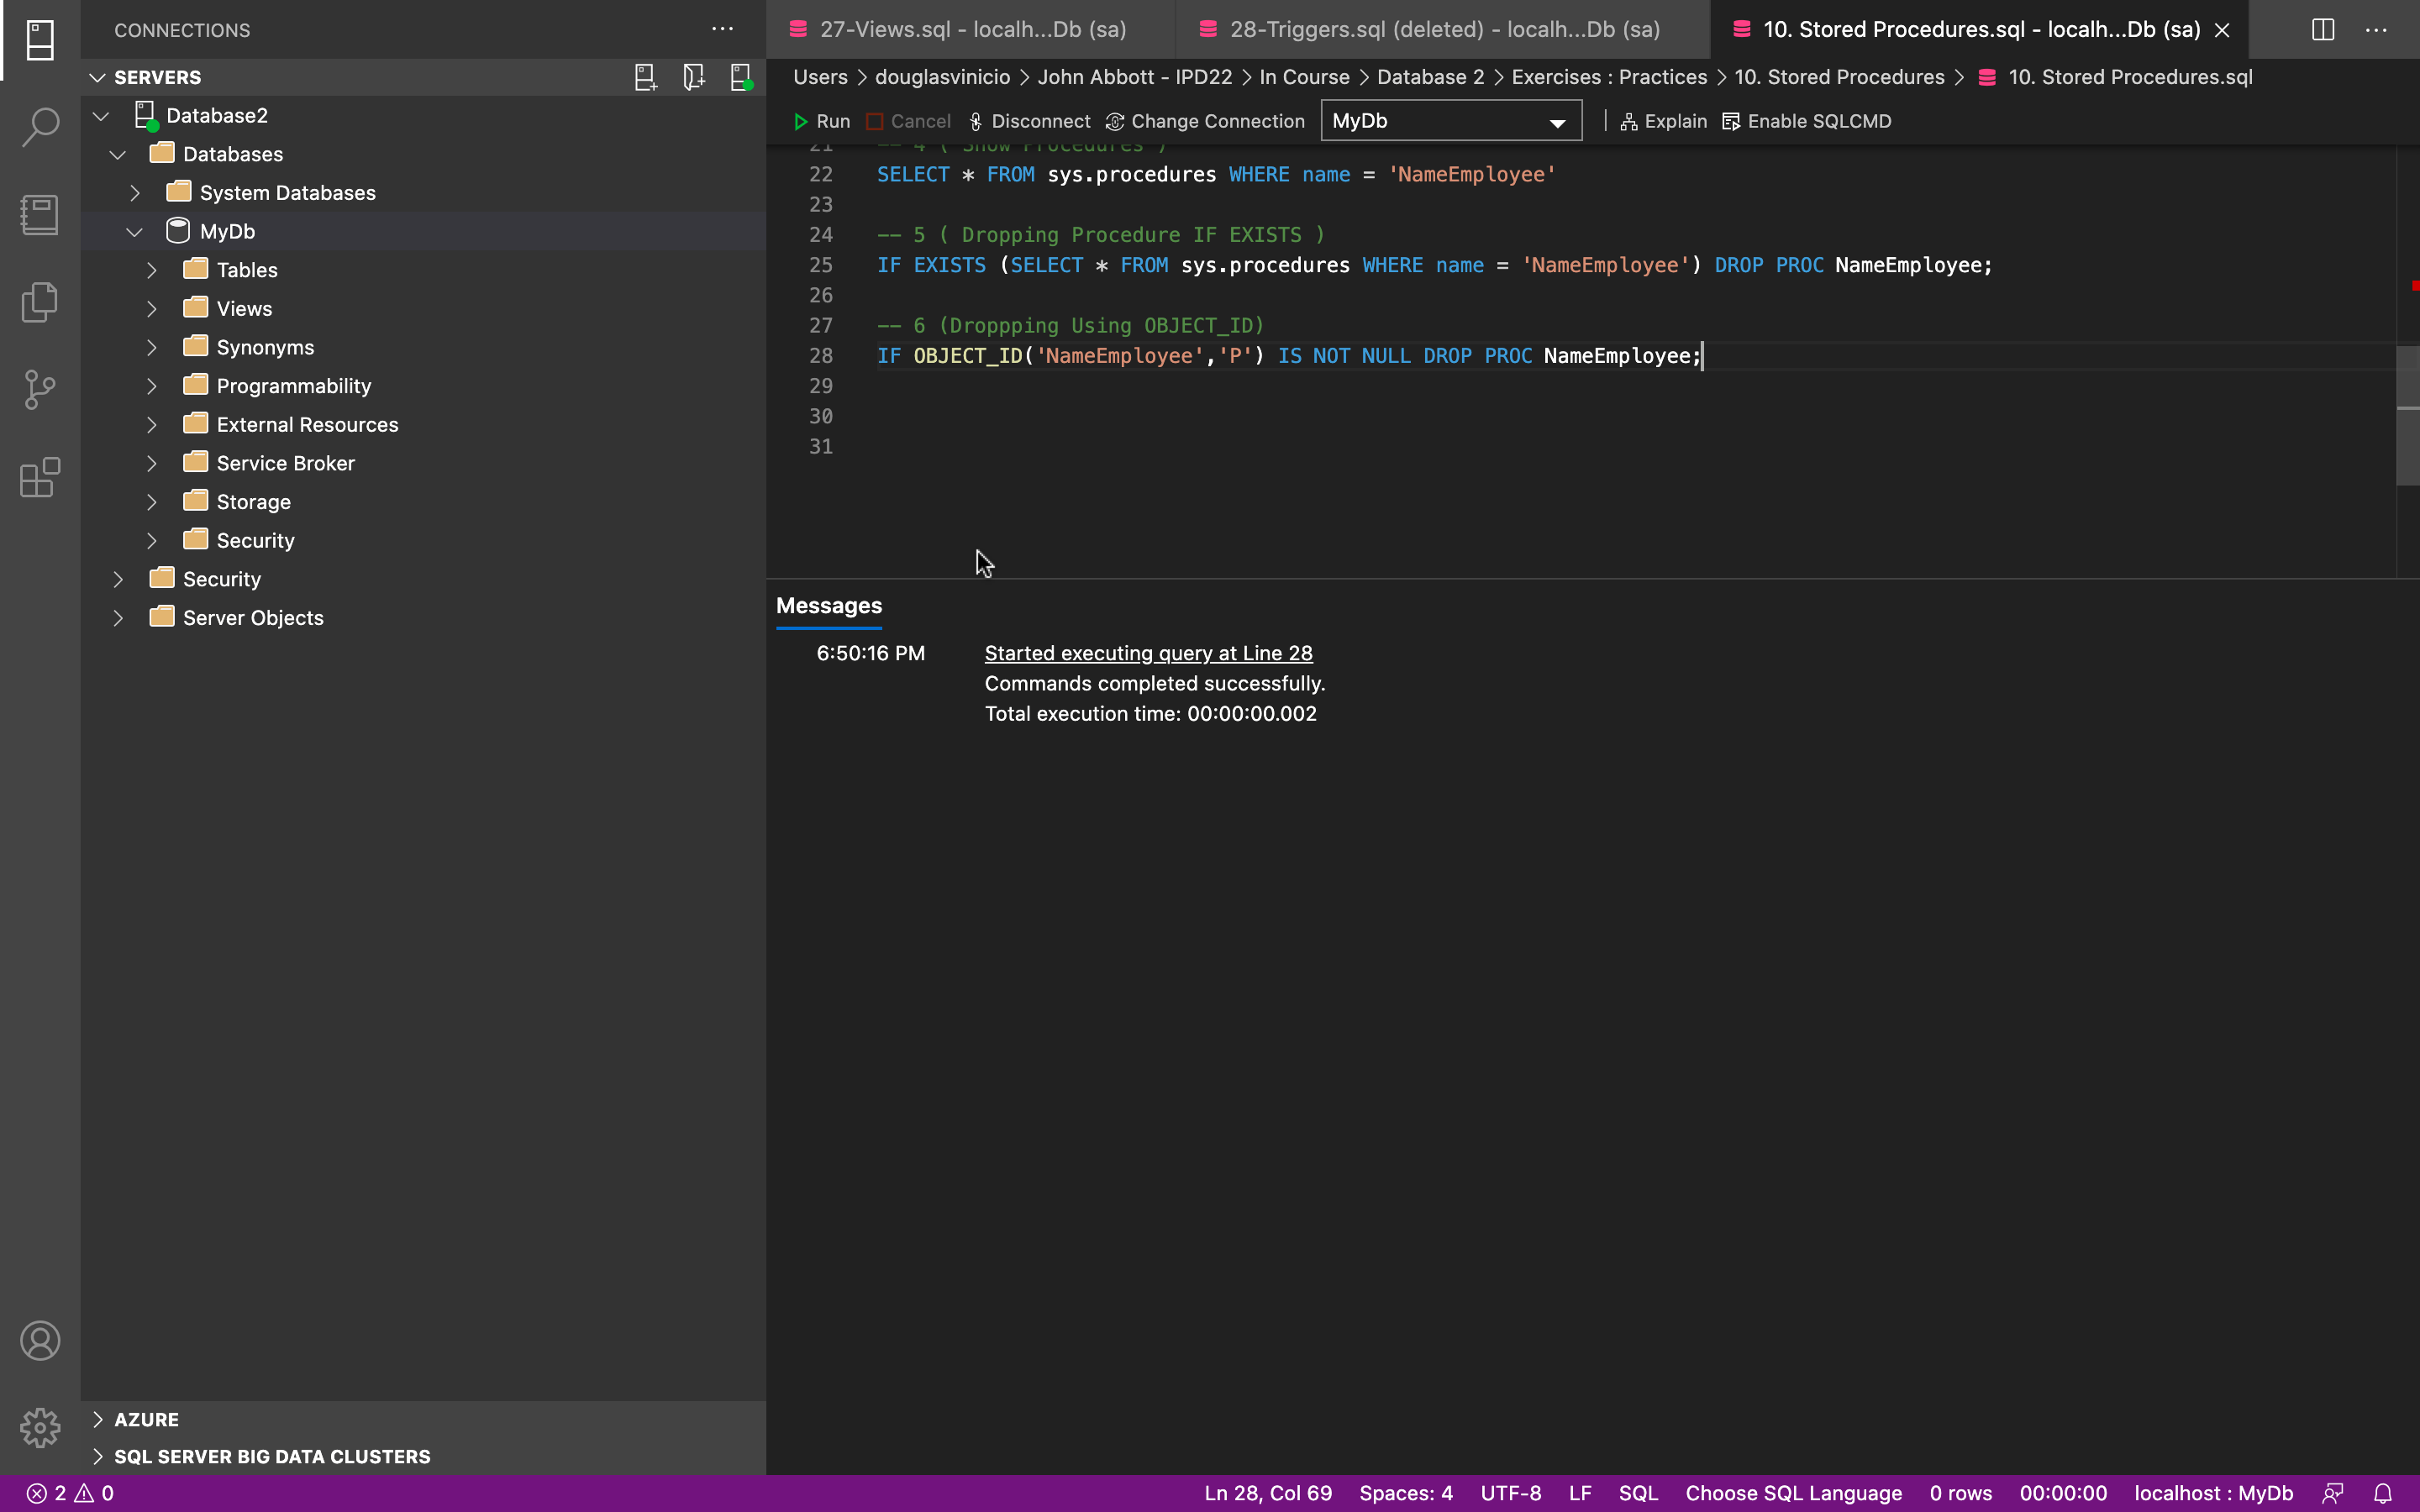 CONNECTIONS
SERVERS
Database2
Databases
System Databases
MyDb
Tables
Views
Synonyms
Programmability
External Resources
Service Broker
Storage
Security
Security
Server Objects
AZURE
SQL SERVER BIG DATA CLUSTERS
27-Views.sql - localh...Db (sa)
28-Triggers.sql (deleted) - localh...Db (sa)
10. Stored Procedures.sql - localh...Db (sa)
Users > douglasvinicio > John Abbott - IPD22 > In Course > Database 2 > Exercises : Practices > 10. Stored Procedures > 10. Stored Procedures.sql
Run Cancel Disconnect Change Connection MyDb Explain Enable SQLCMD
21 -- 4 ( Show Procedures )
22 SELECT * FROM sys.procedures WHERE name = 'NameEmployee'
23
24 -- 5 ( Dropping Procedure IF EXISTS )
25 IF EXISTS (SELECT * FROM sys.procedures WHERE name = 'NameEmployee') DROP PROC NameEmployee;
26
27 -- 6 (Droppping Using OBJECT_ID)
28 IF OBJECT_ID('NameEmployee','P') IS NOT NULL DROP PROC NameEmployee;
29
30
31
Messages
6:50:16 PM Started executing query at Line 28
Commands completed successfully.
Total execution time: 00:00:00.002
2 0 Ln 28, Col 69 Spaces: 4 UTF-8 LF SQL Choose SQL Language 0 rows 00:00:00 localhost : MyDb